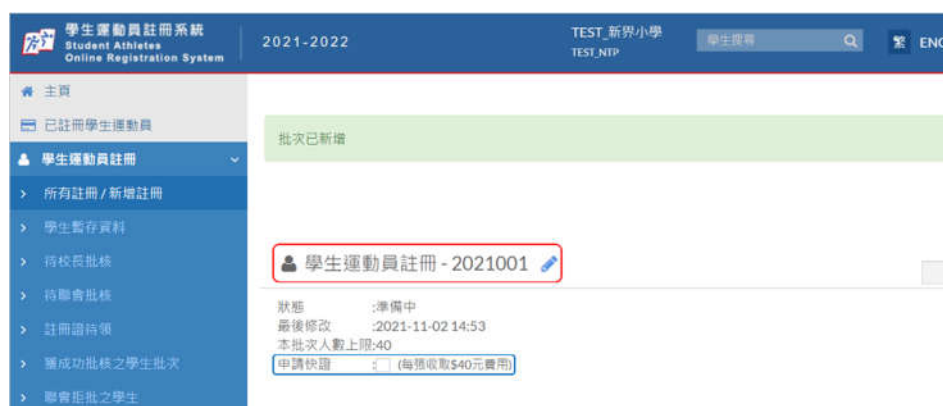 學生運動員註冊系統
Student Athletes
Online Registration System
2021-2022
TEST_新界小學
TEST_NTP
學生搜尋
繁 ENG
主頁
已註冊學生運動員
學生運動員註冊
所有註冊 / 新增註冊
學生暫存資料
待校長批核
待聯會批核
註冊證待領
獲成功批核之學生批次
聯會拒批之學生
批次已新增
學生運動員註冊 - 2021001
狀態 :準備中
最後修改 :2021-11-02 14:53
本批次人數上限:40
申請快證 : (每張收取$40元費用)